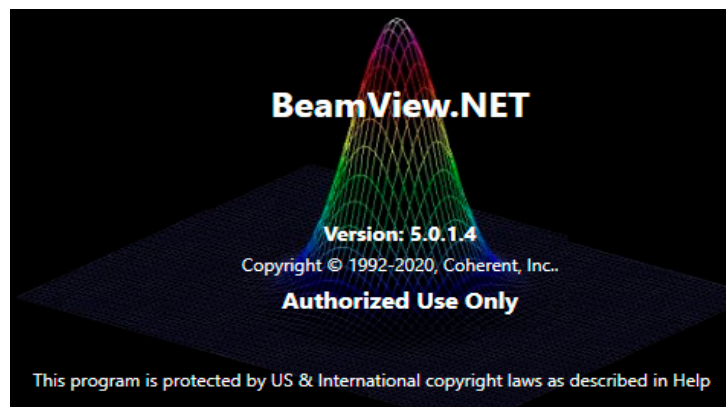 BeamView.NET
Version: 5.0.1.4
Copyright © 1992-2020, Coherent, Inc..
Authorized Use Only
This program is protected by US & International copyright laws as described in Help